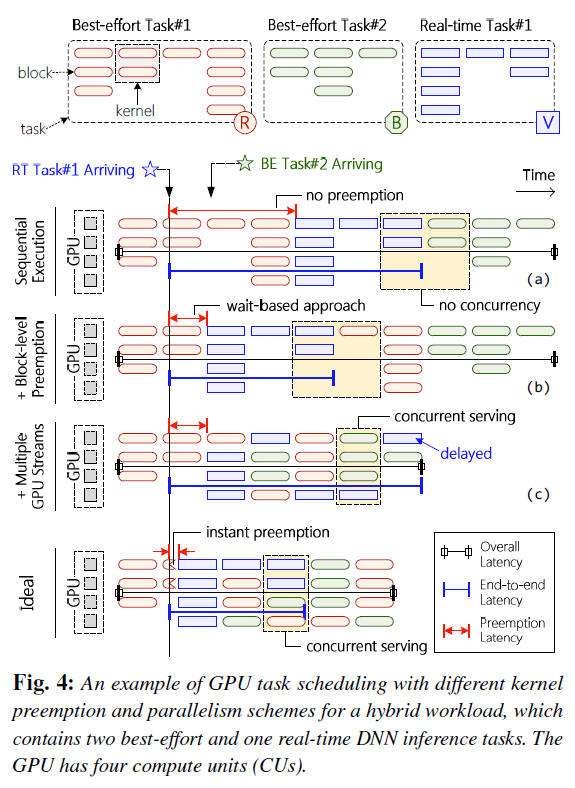 Best-effort Task#1
Best-effort Task#2
Real-time Task#1
block
kernel
task
R
B
V
RT Task#1 Arriving
BE Task#2 Arriving
Time
no preemption
Sequential
Execution
GPU
(a)
no concurrency
wait-based approach
+ Block-level
Preemption
GPU
(b)
concurrent serving
+ Multiple
GPU Streams
GPU
delayed
(c)
instant preemption
Ideal
GPU
concurrent serving
Overall
Latency
End-to-end
Latency
Preemption
Latency
Fig. 4: An example of GPU task scheduling with different kernel
preemption and parallelism schemes for a hybrid workload, which
contains two best-effort and one real-time DNN inference tasks. The
GPU has four compute units (CUs).